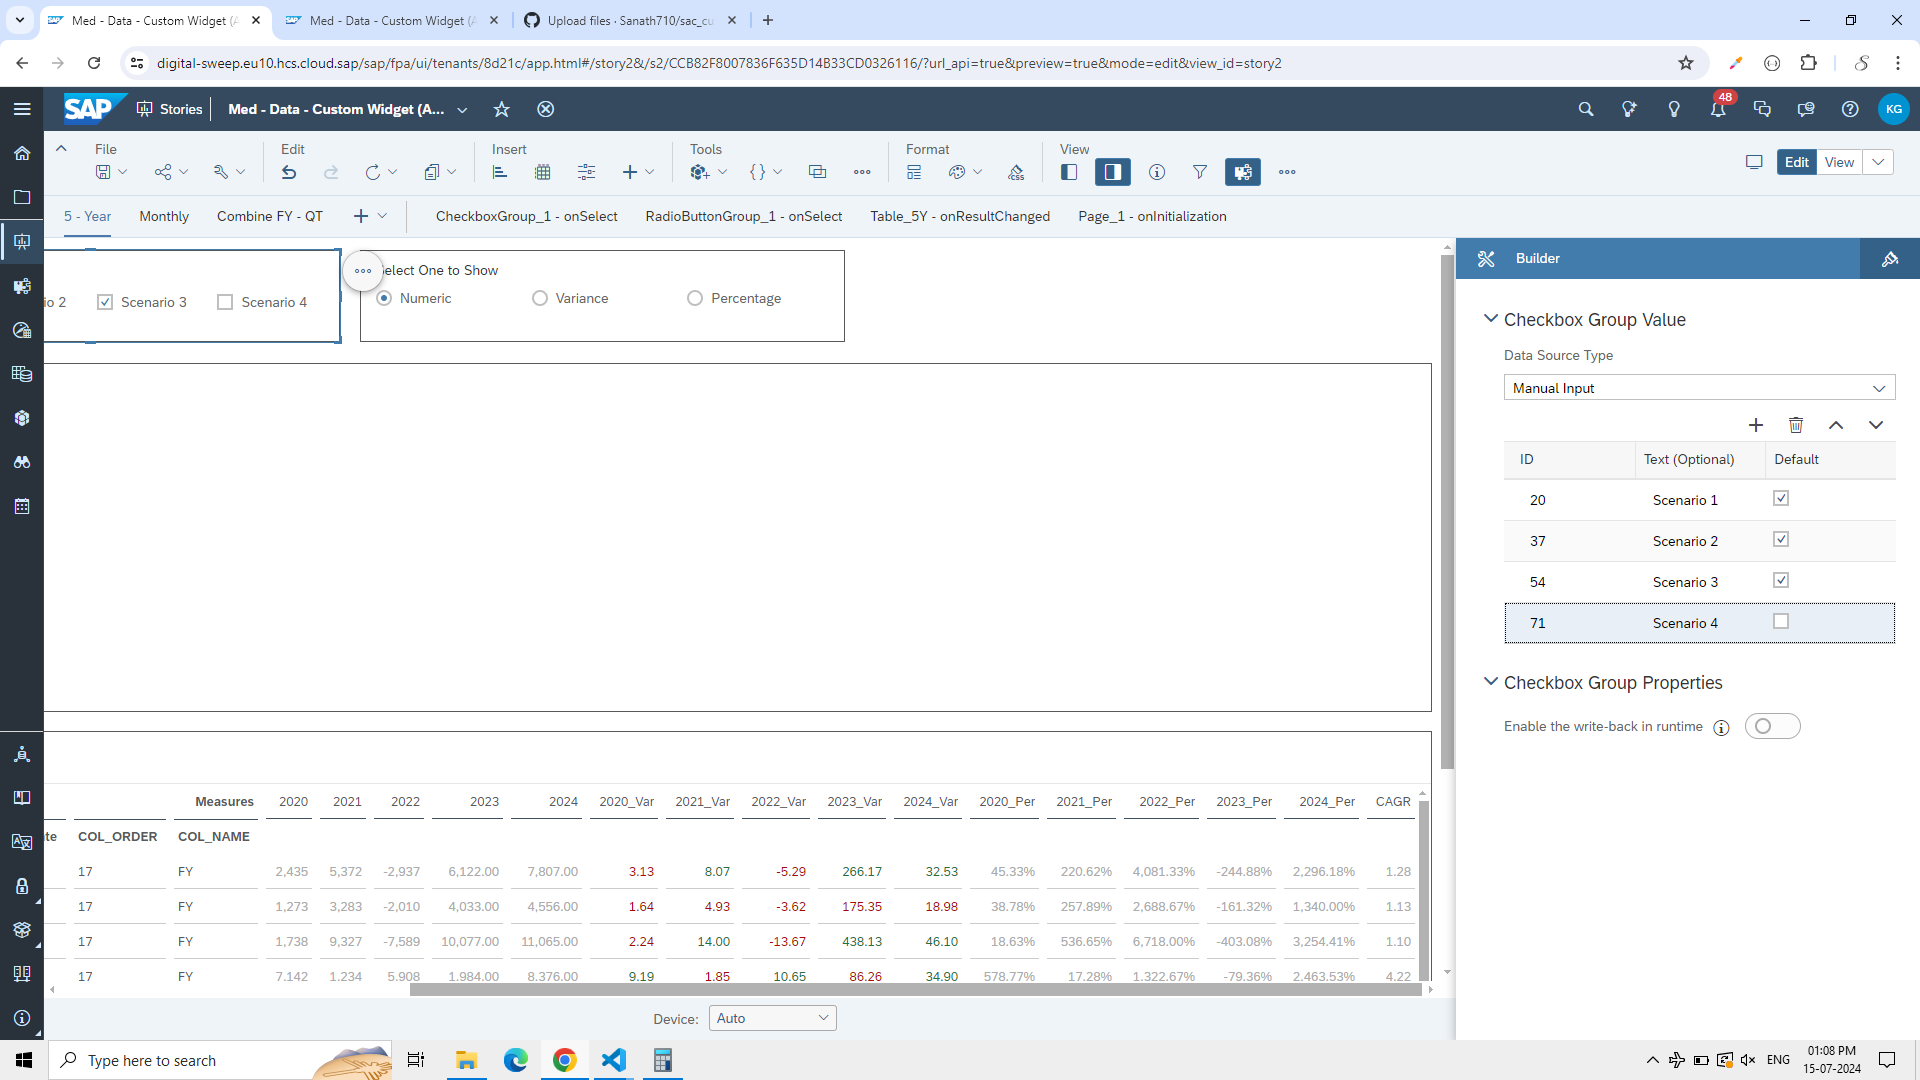 Med - Data - Custom Widget (A
Med - Data - Custom Widget (A
Upload files · Sanath710/sac_cu
digital-sweep.eu10.hcs.cloud.sap/sap/fpa/ui/tenants/8d21c/app.html#/story2&/s2/CCB82F8007836F635D14B33CD0326116/?url_api=true&preview=true&mode=edit&view_id=story2
SAP Stories Med - Data - Custom Widget (A... 48 KG
File Edit Insert Tools Format View
CSS Edit View
5 - Year Monthly Combine FY - QT CheckboxGroup_1 - onSelect RadioButtonGroup_1 - onSelect Table_5Y - onResultChanged Page_1 - onInitialization
Select One to Show
io 2 Scenario 3 Scenario 4 Numeric Variance Percentage
Measures 2020 2021 2022 2023 2024 2020_Var 2021_Var 2022_Var 2023_Var 2024_Var 2020_Per 2021_Per 2022_Per 2023_Per 2024_Per CAGR
te COL_ORDER COL_NAME
17 FY 2,435 5,372 -2,937 6,122.00 7,807.00 3.13 8.07 -5.29 266.17 32.53 45.33% 220.62% 4,081.33% -244.88% 2,296.18% 1.28
17 FY 1,273 3,283 -2,010 4,033.00 4,556.00 1.64 4.93 -3.62 175.35 18.98 38.78% 257.89% 2,688.67% -161.32% 1,340.00% 1.13
17 FY 1,738 9,327 -7,589 10,077.00 11,065.00 2.24 14.00 -13.67 438.13 46.10 18.63% 536.65% 6,718.00% -403.08% 3,254.41% 1.10
17 FY 7,142 1,234 5,908 1,984.00 8,376.00 9.19 1.85 10.65 86.26 34.90 578.77% 17.28% 1,322.67% -79.36% 2,463.53% 4.22
Device: Auto
Builder
Checkbox Group Value
Data Source Type
Manual Input
ID Text (Optional) Default
20 Scenario 1
37 Scenario 2
54 Scenario 3
71 Scenario 4
Checkbox Group Properties
Enable the write-back in runtime
Type here to search
ENG
01:08 PM
15-07-2024